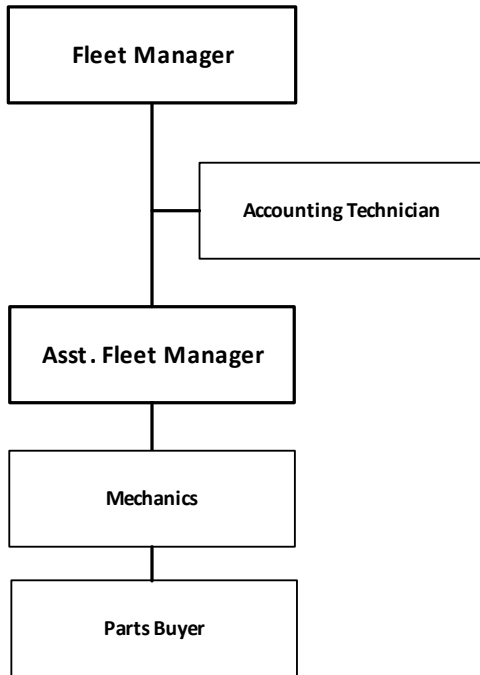 Fleet Manager
Accounting Technician
Asst. Fleet Manager
Mechanics
Parts Buyer